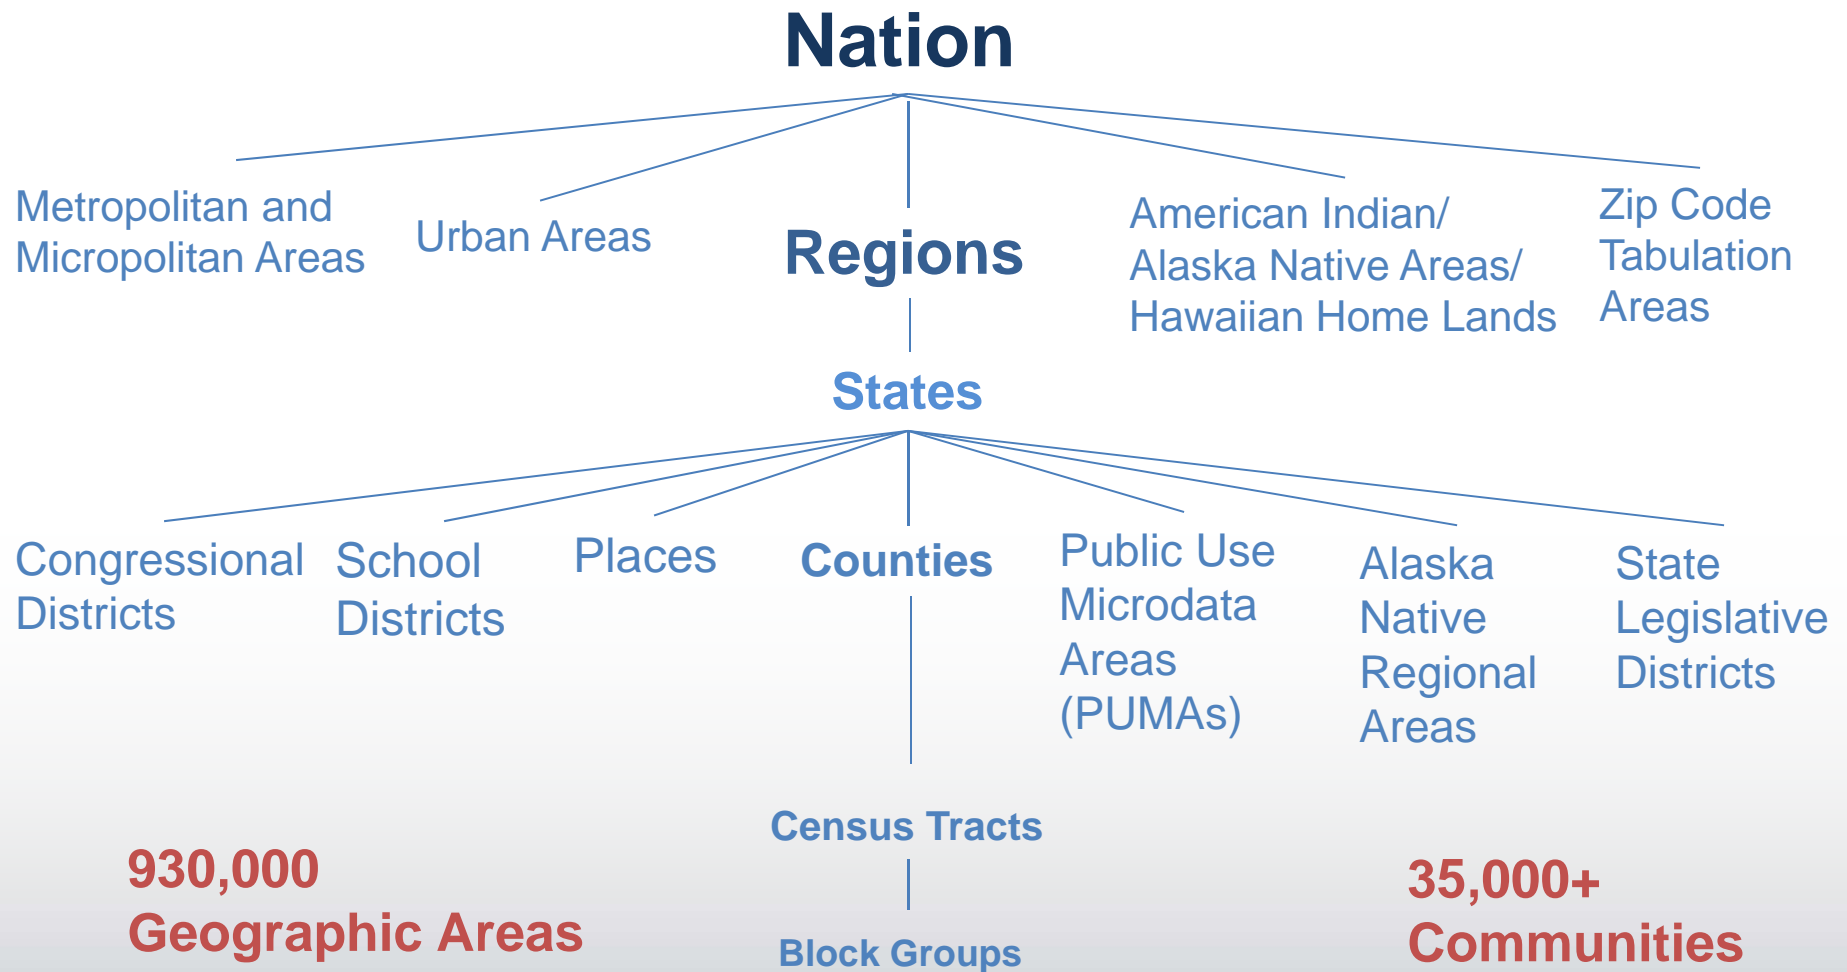 Nation
Metropolitan and
Micropolitan Areas
Urban Areas
Regions
American Indian/
Alaska Native Areas/
Hawaiian Home Lands
Zip Code
Tabulation
Areas
States
Congressional
Districts
School
Districts
Places
Counties
Public Use
Microdata
Areas
(PUMAs)
Alaska
Native
Regional
Areas
State
Legislative
Districts
Census Tracts
930,000
Geographic Areas
Block Groups
35,000+
Communities